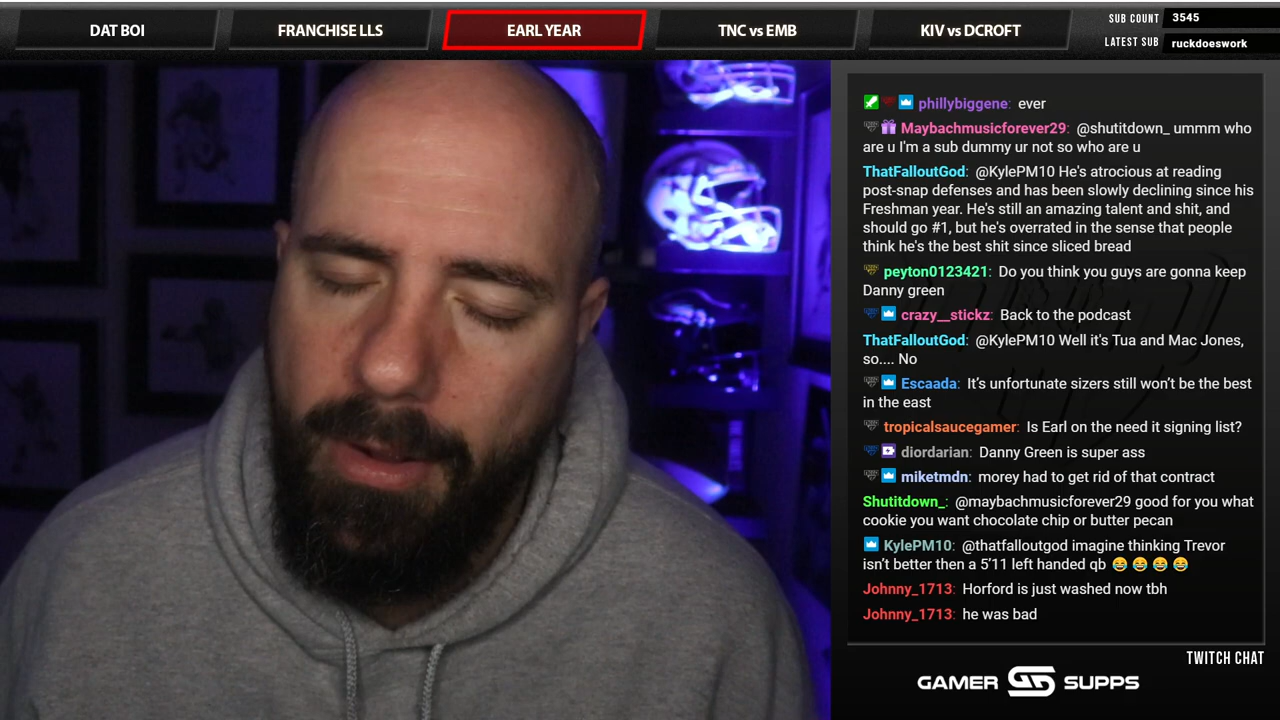 DAT BOI
FRANCHISE LLS
EARL YEAR
TNC vs EMB
KIV vs DCROFT
SUB COUNT 3545
LATEST SUB ruckdoeswork
phillybiggene: ever
Maybachmusicforever29: @shutitdown_ ummm who
are u I'm a sub dummy ur not so who are u
ThatFalloutGod: @KylePM10 He's atrocious at reading
post-snap defenses and has been slowly declining since his
Freshman year. He's still an amazing talent and shit, and
should go #1, but he's overrated in the sense that people
think he's the best shit since sliced bread
peyton0123421: Do you think you guys are gonna keep
Danny green
crazy__stickz: Back to the podcast
ThatFalloutGod: @KylePM10 Well it's Tua and Mac Jones,
so.... No
Escaada: It’s unfortunate sizers still won’t be the best
in the east
tropicalsaucegamer: Is Earl on the need it signing list?
diordarian: Danny Green is super ass
miketmdn: morey had to get rid of that contract
Shutitdown_: @maybachmusicforever29 good for you what
cookie you want chocolate chip or butter pecan
KylePM10: @thatfalloutgod imagine thinking Trevor
isn’t better then a 5’11 left handed qb 😂 😂 😂 😂
Johnny_1713: Horford is just washed now tbh
Johnny_1713: he was bad
TWITCH CHAT
GAMER GS SUPPS